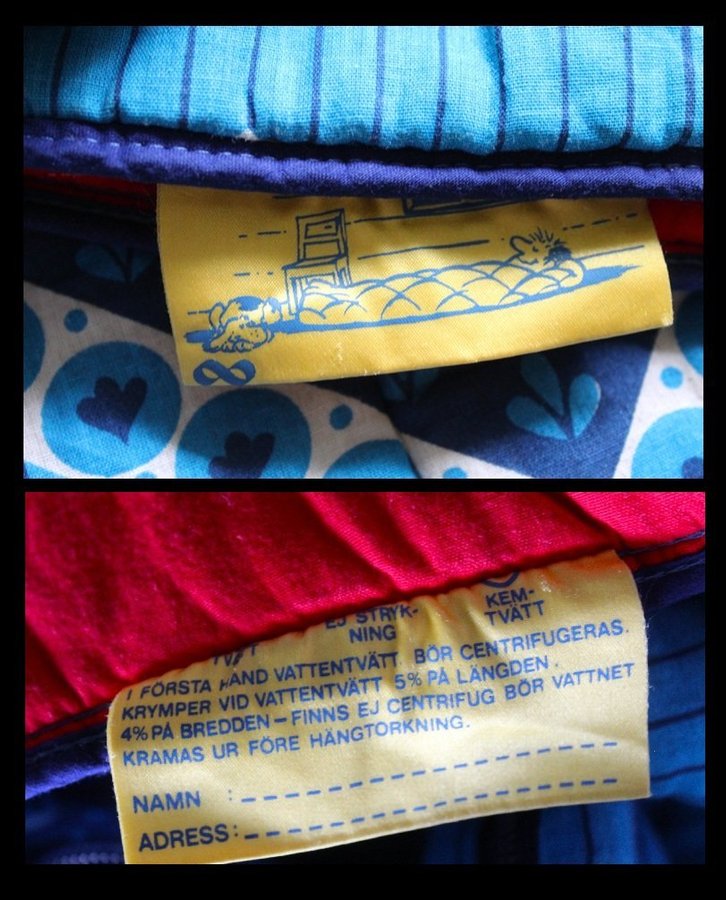 EJ STRYK-
NING
KEM-
TVÄTT
I FÖRSTA HAND VATTENTVÄTT. BÖR CENTRIFUGERAS.
KRYMPER VID VATTENTVÄTT 5% PÅ LÄNGDEN.
4% PÅ BREDDEN – FINNS EJ CENTRIFUG BÖR VATTNET
KRAMAS UR FÖRE HÄNGTORKNING.
NAMN :
ADRESS: